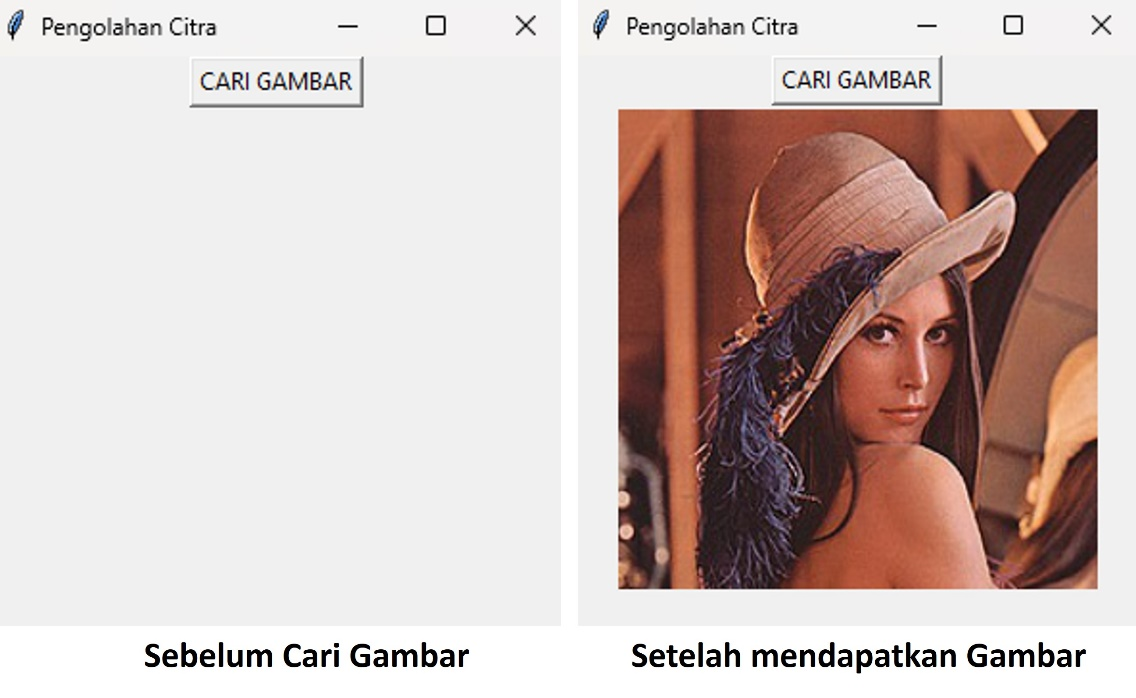 Pengolahan Citra
CARI GAMBAR
Sebelum Cari Gambar
Pengolahan Citra
CARI GAMBAR
Setelah mendapatkan Gambar